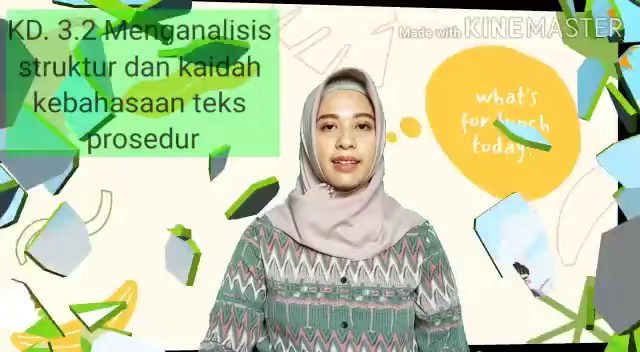 KD. 3.2 Menganalisis
struktur dan kaidah
kebahasaan teks
prosedur
Made with KINEMASTER
what's
for lunch
today?